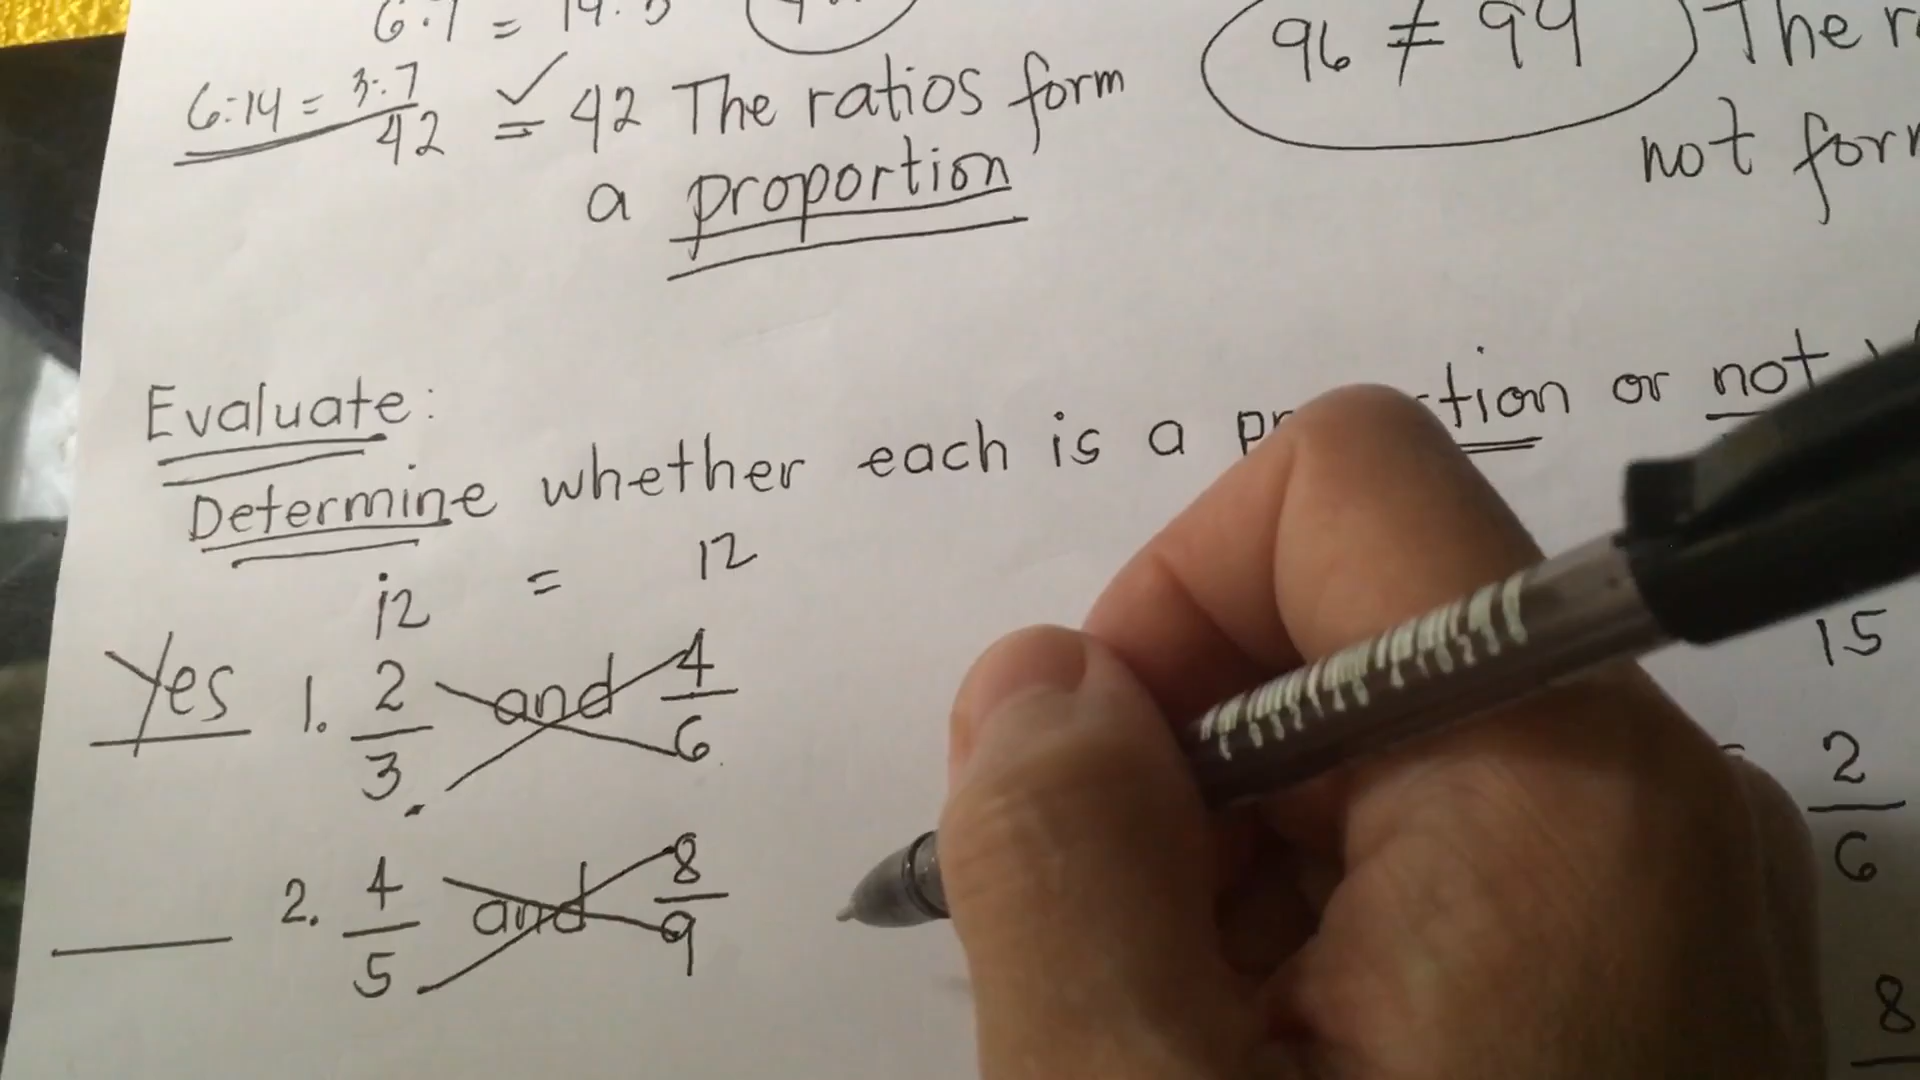 6:14 = 3·7
42 = 42 The ratios form
a proportion
96 ≠ 99 The
not
Evaluate:
Determine whether each is a or not
12 = 12
Yes 1. 2/3 and 4/6
2. 4/5 and 8/9
15
2/6
8